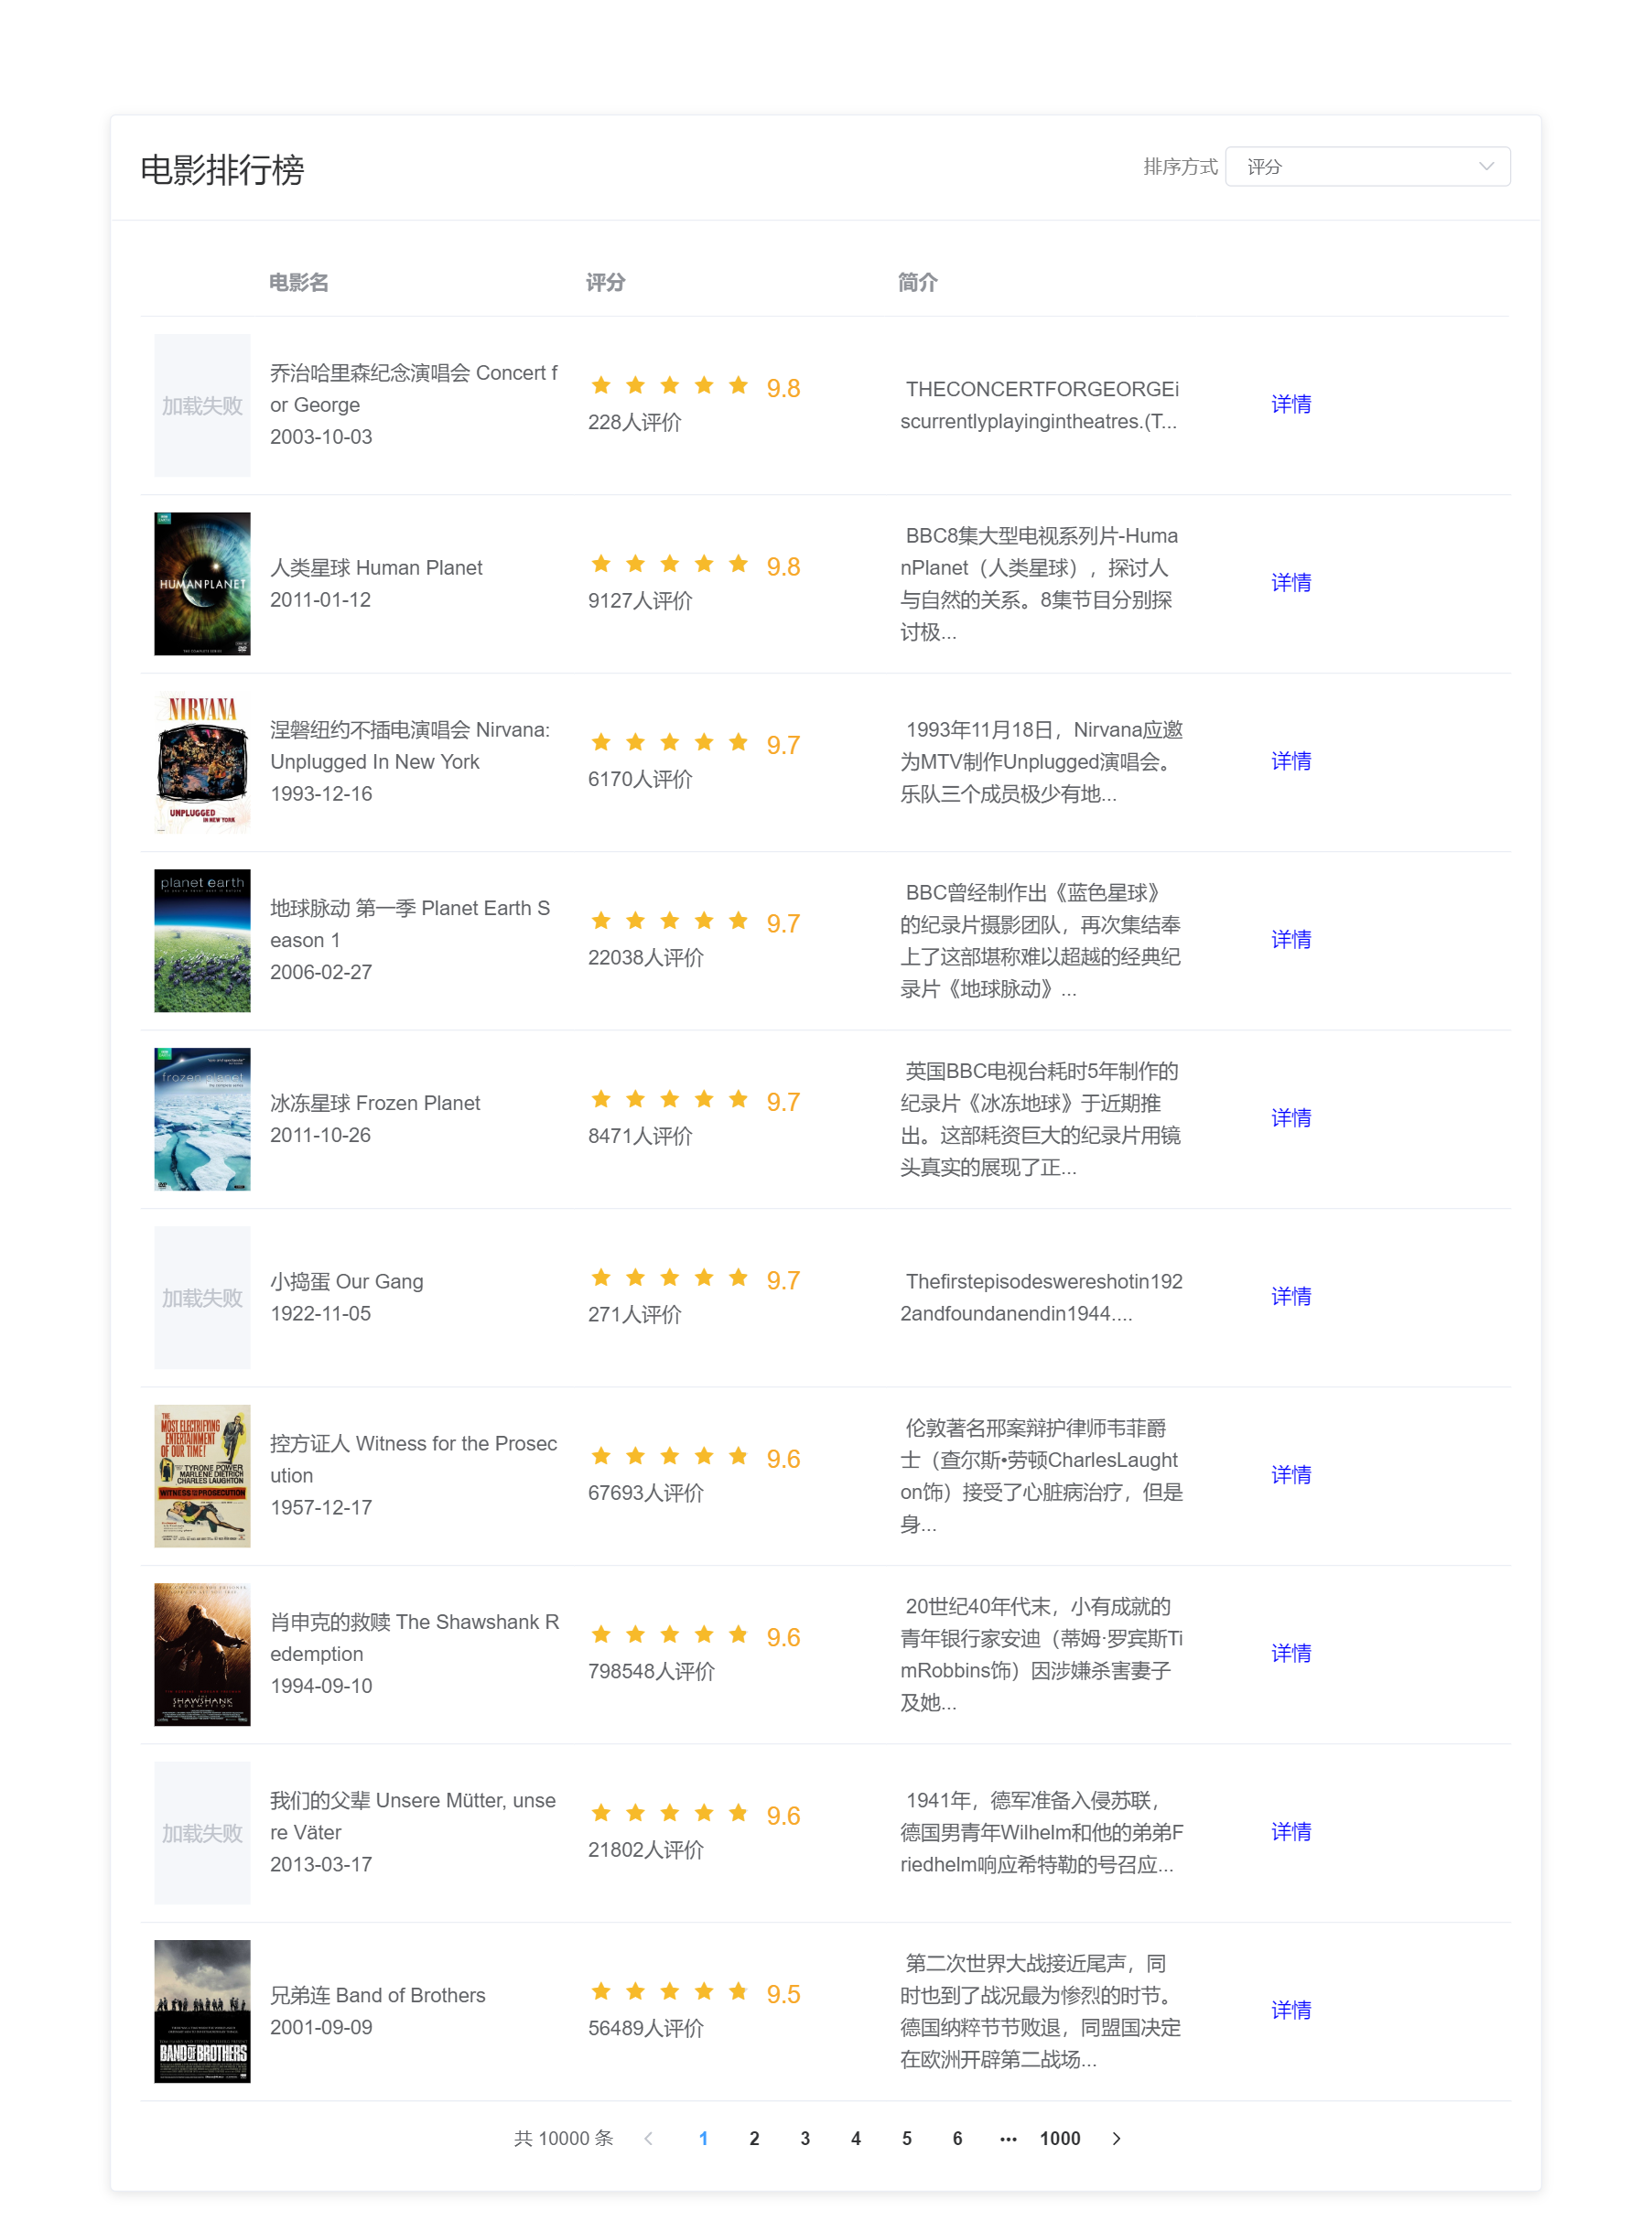 电影排行榜
排序方式 评分
电影名 评分 简介
加载失败
乔治哈里森纪念演唱会 Concert f
or George
2003-10-03
9.8
228人评价
THECONCERTFORGEORGEi
scurrentlyplayingintheatres.(T...
详情
HUMANPLANET
人类星球 Human Planet
2011-01-12
9.8
9127人评价
BBC8集大型电视系列片-Huma
nPlanet（人类星球），探讨人
与自然的关系。8集节目分别探
讨极...
详情
NIRVANA
UNPLUGGED
IN NEW YORK
涅磐纽约不插电演唱会 Nirvana:
Unplugged In New York
1993-12-16
9.7
6170人评价
1993年11月18日，Nirvana应邀
为MTV制作Unplugged演唱会。
乐队三个成员极少有地...
详情
planet earth
地球脉动 第一季 Planet Earth S
eason 1
2006-02-27
9.7
22038人评价
BBC曾经制作出《蓝色星球》
的纪录片摄影团队，再次集结奉
上了这部堪称难以超越的经典纪
录片《地球脉动》...
详情
frozen planet
冰冻星球 Frozen Planet
2011-10-26
9.7
8471人评价
英国BBC电视台耗时5年制作的
纪录片《冰冻地球》于近期推
出。这部耗资巨大的纪录片用镜
头真实的展现了正...
详情
加载失败
小捣蛋 Our Gang
1922-11-05
9.7
271人评价
Thefirstepisodeswereshotin192
2andfoundanendin1944....
详情
THE
MOST ELECTRIFYING
ENTERTAINMENT
OF OUR TIME!
TYRONE POWER
MARLENE DIETRICH
CHARLES LAUGHTON
WITNESS FOR THE PROSECUTION
控方证人 Witness for the Prosec
ution
1957-12-17
9.6
67693人评价
伦敦著名邢案辩护律师韦菲爵
士（查尔斯•劳顿CharlesLaught
on饰）接受了心脏病治疗，但是
身...
详情
SHAWSHANK
REDEMPTION
肖申克的救赎 The Shawshank R
edemption
1994-09-10
9.6
798548人评价
20世纪40年代末，小有成就的
青年银行家安迪（蒂姆·罗宾斯Ti
mRobbins饰）因涉嫌杀害妻子
及她...
详情
加载失败
我们的父辈 Unsere Mütter, unse
re Väter
2013-03-17
9.6
21802人评价
1941年，德军准备入侵苏联，
德国男青年Wilhelm和他的弟弟F
riedhelm响应希特勒的号召应...
详情
BAND OF BROTHERS
兄弟连 Band of Brothers
2001-09-09
9.5
56489人评价
第二次世界大战接近尾声，同
时也到了战况最为惨烈的时节。
德国纳粹节节败退，同盟国决定
在欧洲开辟第二战场...
详情
共 10000 条 1 2 3 4 5 6 ••• 1000